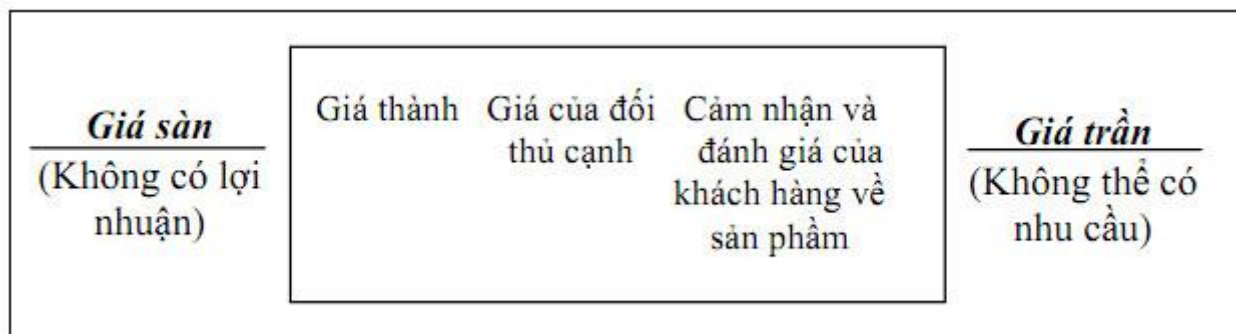 Giá sàn
(Không có lợi
nhuận)
Giá thành
Giá của đối
thủ cạnh
Cảm nhận và
đánh giá của
khách hàng về
sản phẩm
Giá trần
(Không thể có
nhu cầu)